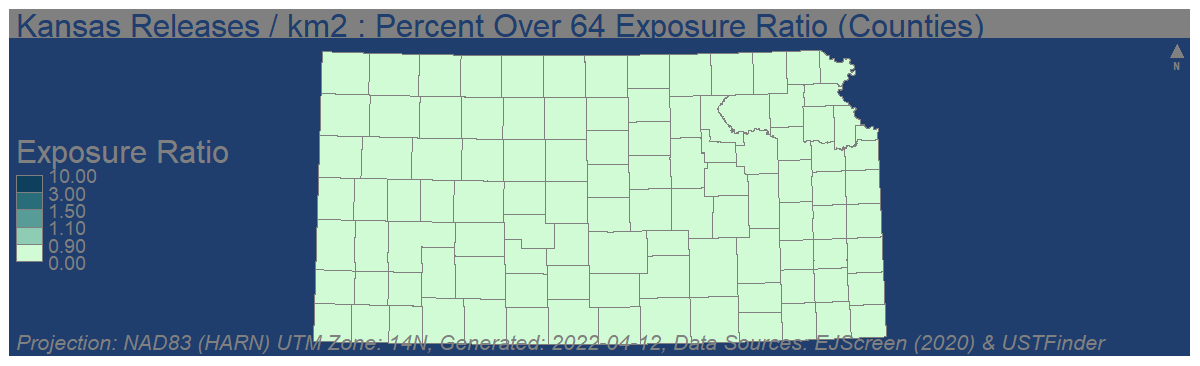 Kansas Releases / km2 : Percent Over 64 Exposure Ratio (Counties)
N
Exposure Ratio
10.00
3.00
1.50
1.10
0.90
0.00
Projection: NAD83 (HARN) UTM Zone: 14N, Generated: 2022-04-12, Data Sources: EJScreen (2020) & USTFinder